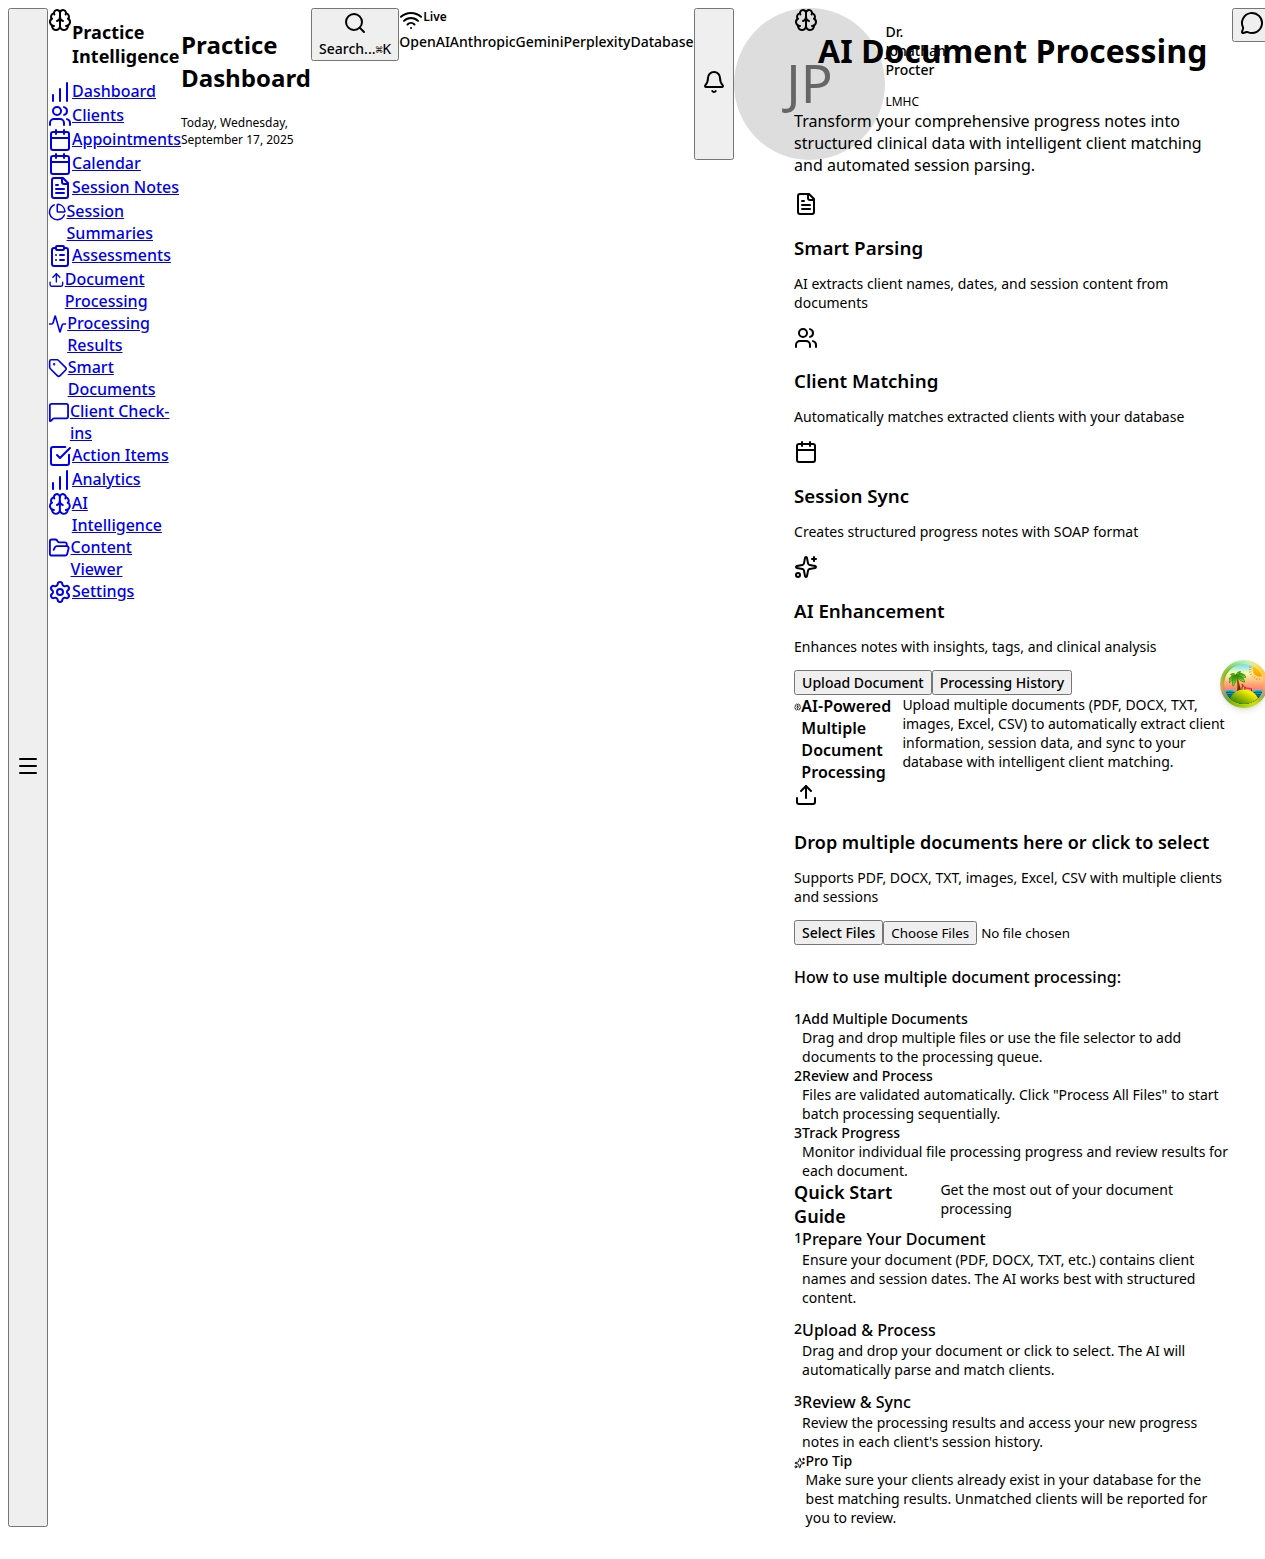 Practice
Intelligence
Dashboard
Clients
Appointments
Calendar
Session Notes
Session
Summaries
Assessments
Document
Processing
Processing
Results
Smart
Documents
Client Check-
ins
Action Items
Analytics
AI
Intelligence
Content
Viewer
Settings
Practice
Dashboard
Today, Wednesday,
September 17, 2025
Search...⌘K
Live
OpenAIAnthropicGeminiPerplexityDatabase
JP
Dr.
Jonathan
Procter
LMHC
AI Document Processing
Transform your comprehensive progress notes into
structured clinical data with intelligent client matching
and automated session parsing.
Smart Parsing
AI extracts client names, dates, and session content from
documents
Client Matching
Automatically matches extracted clients with your database
Session Sync
Creates structured progress notes with SOAP format
AI Enhancement
Enhances notes with insights, tags, and clinical analysis
Upload Document
Processing History
AI-Powered
Multiple
Document
Processing
Upload multiple documents (PDF, DOCX, TXT,
images, Excel, CSV) to automatically extract client
information, session data, and sync to your
database with intelligent client matching.
Drop multiple documents here or click to select
Supports PDF, DOCX, TXT, images, Excel, CSV with multiple clients
and sessions
Select Files
Choose Files
No file chosen
How to use multiple document processing:
1Add Multiple Documents
Drag and drop multiple files or use the file selector to add
documents to the processing queue.
2Review and Process
Files are validated automatically. Click "Process All Files" to start
batch processing sequentially.
3Track Progress
Monitor individual file processing progress and review results for
each document.
Quick Start
Guide
Get the most out of your document
processing
1Prepare Your Document
Ensure your document (PDF, DOCX, TXT, etc.) contains client
names and session dates. The AI works best with structured
content.
2Upload & Process
Drag and drop your document or click to select. The AI will
automatically parse and match clients.
3Review & Sync
Review the processing results and access your new progress
notes in each client's session history.
Pro Tip
Make sure your clients already exist in your database for the
best matching results. Unmatched clients will be reported for
you to review.